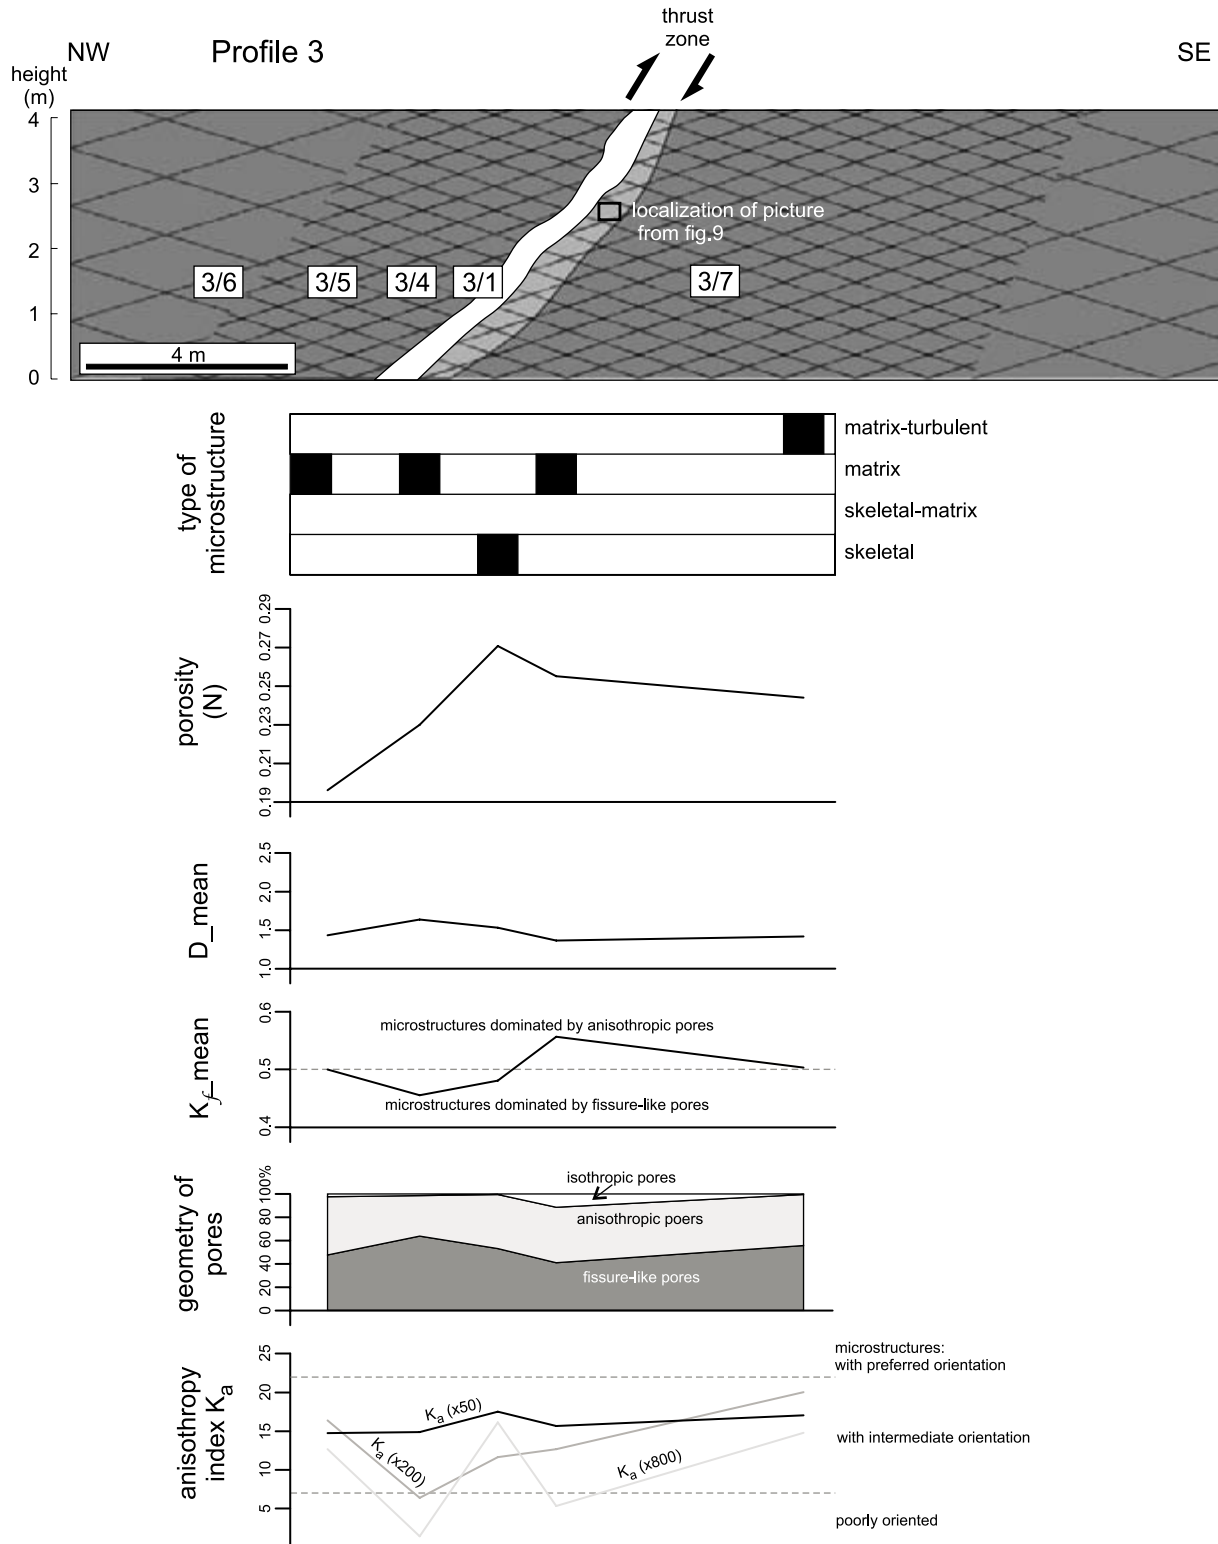 thrust
zone
NW
Profile 3
SE
height
(m)
4
3
2
1
0
localization of picture
from fig.9
3/6
3/5
3/4
3/1
3/7
4 m
type of
microstructure
matrix-turbulent
matrix
skeletal-matrix
skeletal
porosity
(N)
0.29
0.27
0.25
0.23
0.21
0.19
D_mean
2.5
2.0
1.5
1.0
K_f_mean
0.6
0.5
0.4
microstructures dominated by anisothropic pores
microstructures dominated by fissure-like pores
geometry of
pores
100%
80
60
40
20
0
isothropic pores
anisothropic poers
fissure-like pores
anisothropy
index Ka
25
20
15
10
5
Ka (x50)
Ka (x200)
Ka (x800)
microstructures:
with preferred orientation
with intermediate orientation
poorly oriented